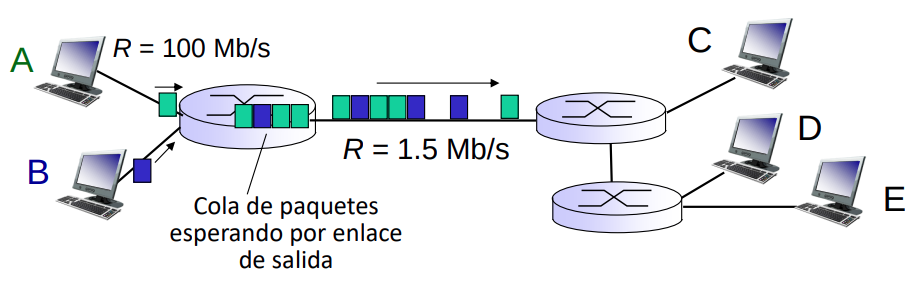 A
R = 100 Mb/s
B
R = 1.5 Mb/s
Cola de paquetes
esperando por enlace
de salida
C
D
E